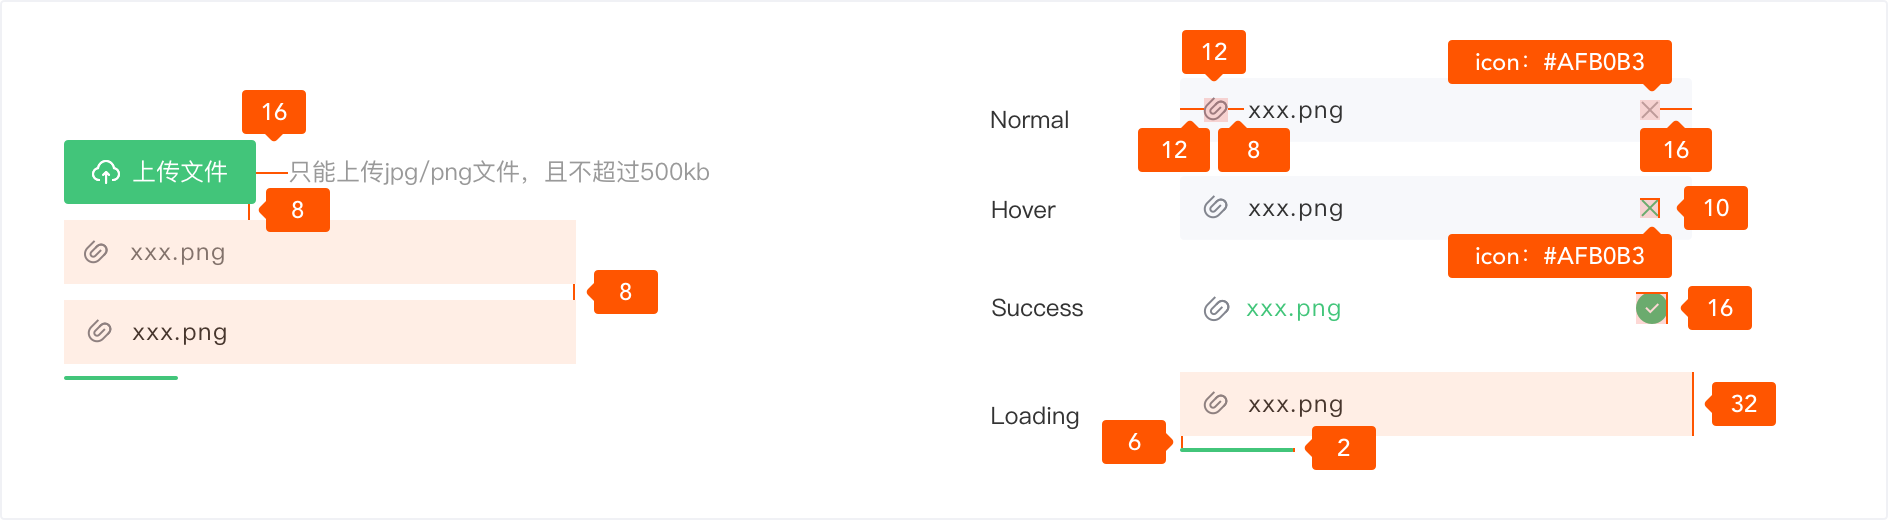 16
上传文件
只能上传jpg/png文件，且不超过500kb
8
xxx.png
8
xxx.png
12
icon：#AFB0B3
Normal
xxx.png
12
8
16
Hover
xxx.png
10
icon：#AFB0B3
Success
xxx.png
16
Loading
xxx.png
32
6
2